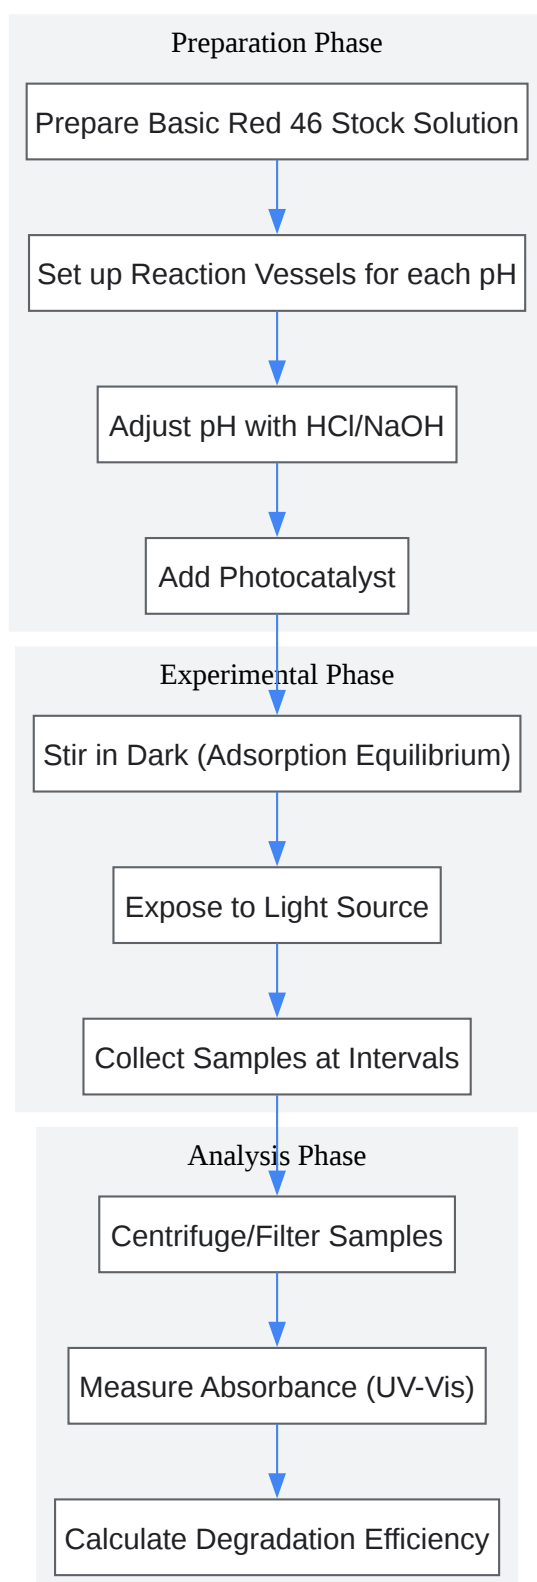 Preparation Phase
Prepare Basic Red 46 Stock Solution
Set up Reaction Vessels for each pH
Adjust pH with HCl/NaOH
Add Photocatalyst
Experimental Phase
Stir in Dark (Adsorption Equilibrium)
Expose to Light Source
Collect Samples at Intervals
Analysis Phase
Centrifuge/Filter Samples
Measure Absorbance (UV-Vis)
Calculate Degradation Efficiency